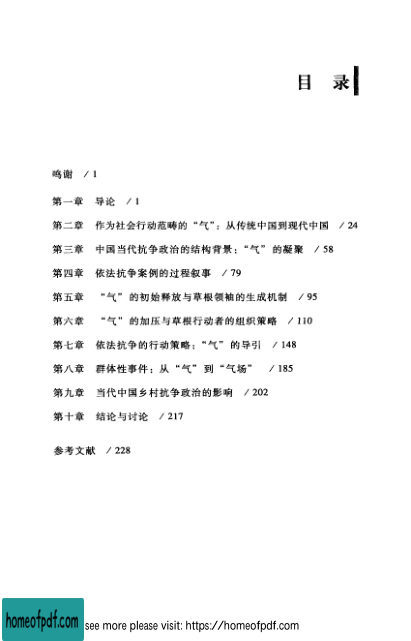 目 录
鸣谢 / 1
第一章 导论 / 1
第二章 作为社会行动范畴的“气”：从传统中国到现代中国 / 24
第三章 中国当代抗争政治的结构背景：“气”的凝聚 / 58
第四章 依法抗争案例的过程叙事 / 79
第五章 “气”的初始释放与草根领袖的生成机制 / 95
第六章 “气”的加压与草根行动者的组织策略 / 110
第七章 依法抗争的行动策略：“气”的导引 / 148
第八章 群体性事件：从“气”到“气场” / 185
第九章 当代中国乡村抗争政治的影响 / 202
第十章 结论与讨论 / 217
参考文献 / 228
homeofpdf.com see more please visit: https://homeofpdf.com